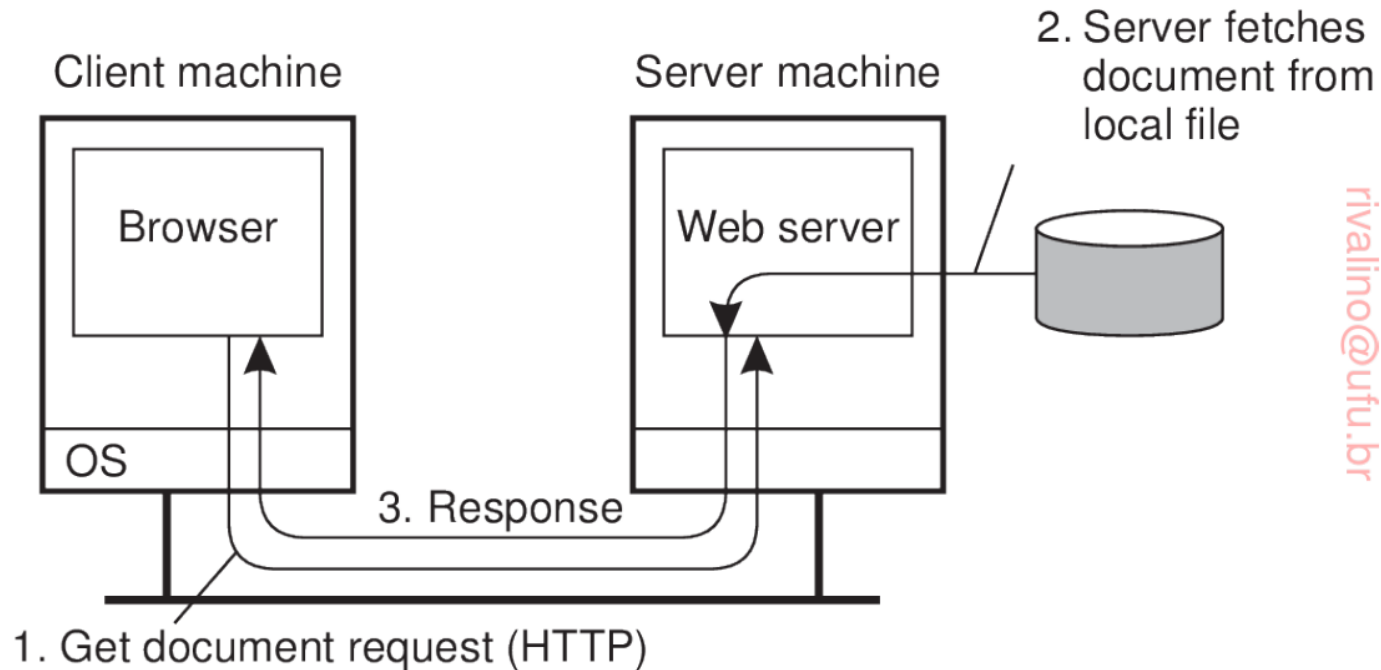 Client machine
Server machine
2. Server fetches
document from
local file
Browser
Web server
OS
3. Response
1. Get document request (HTTP)
rivalino@ufu.br